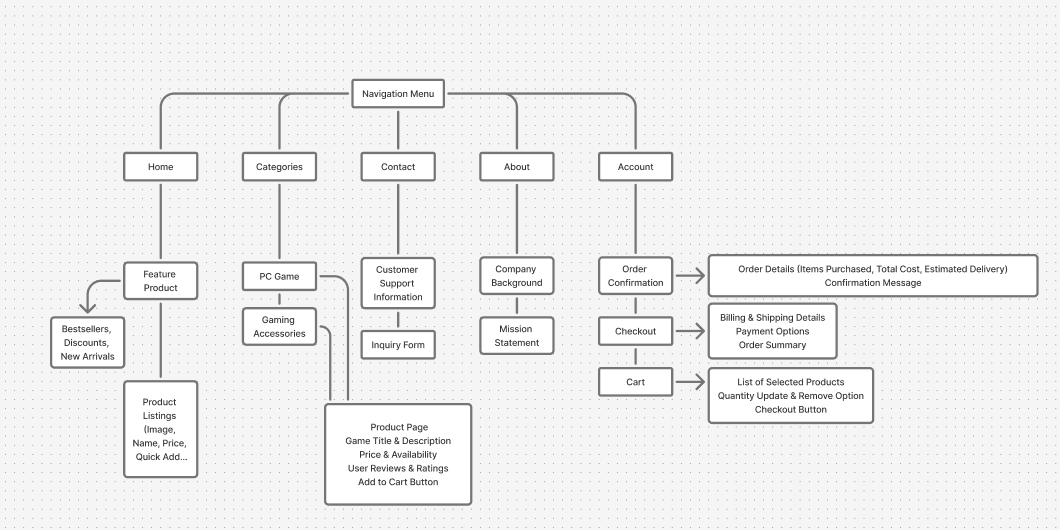 Navigation Menu
Home
Categories
Contact
About
Account
Feature
Product
Bestsellers,
Discounts,
New Arrivals
Product
Listings
(Image,
Name, Price,
Quick Add...
PC Game
Gaming
Accessories
Product Page
Game Title & Description
Price & Availability
User Reviews & Ratings
Add to Cart Button
Customer
Support
Information
Inquiry Form
Company
Background
Mission
Statement
Order
Confirmation
Order Details (Items Purchased, Total Cost, Estimated Delivery)
Confirmation Message
Checkout
Billing & Shipping Details
Payment Options
Order Summary
Cart
List of Selected Products
Quantity Update & Remove Option
Checkout Button